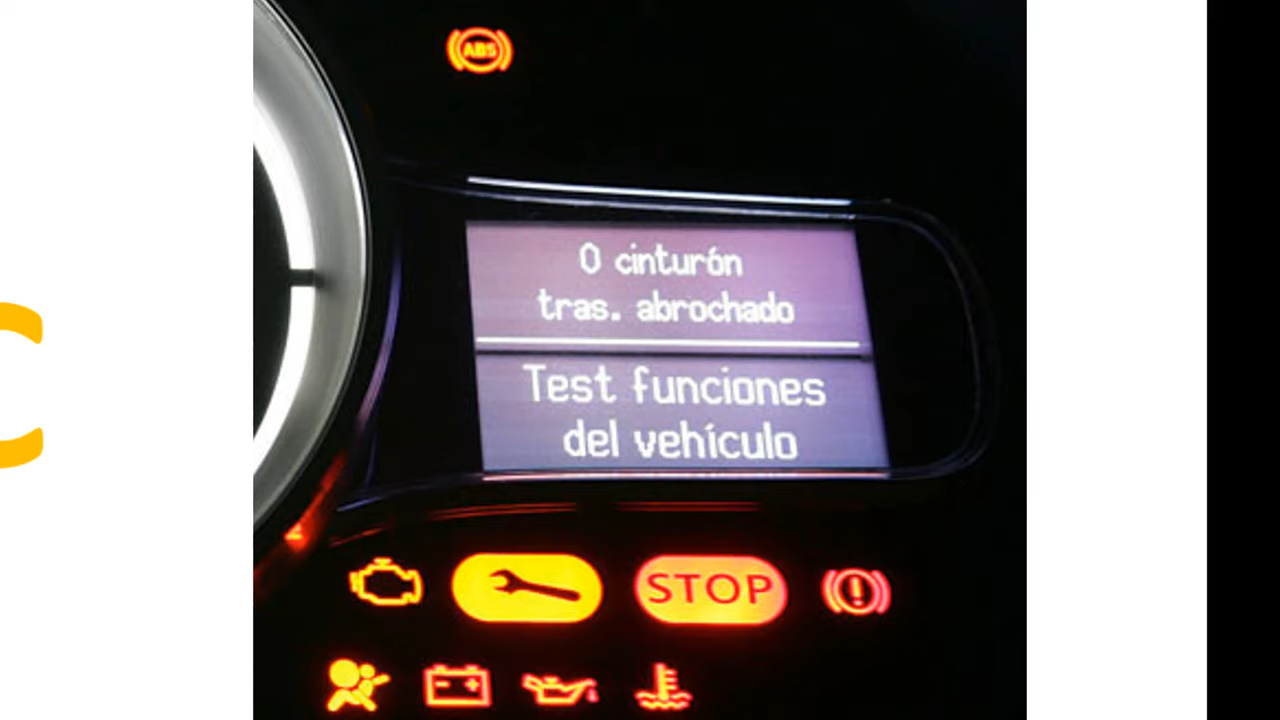 ABS
0 cinturón
tras. abrochado
Test funciones
del vehículo
STOP